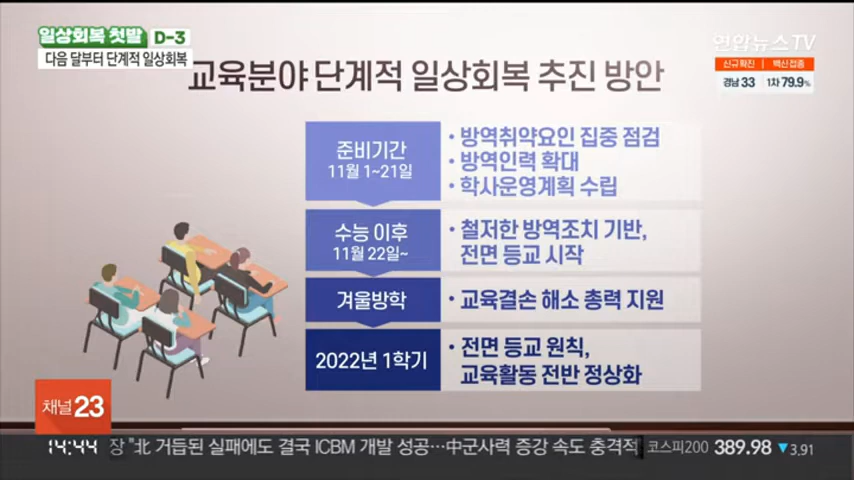 일상회복 첫발 D-3
다음 달부터 단계적 일상회복
연합뉴스TV
신규확진 백신접종
경남 33 1차 79.9%
교육분야 단계적 일상회복 추진 방안
준비기간
11월 1~21일
• 방역취약요인 집중 점검
• 방역인력 확대
• 학사운영계획 수립
수능 이후
11월 22일~
• 철저한 방역조치 기반,
전면 등교 시작
겨울방학
• 교육결손 해소 총력 지원
2022년 1학기
• 전면 등교 원칙,
교육활동 전반 정상화
채널 23
14:44 장 "北 거듭된 실패에도 결국 ICBM 개발 성공…中군사력 증강 속도 충격적 코스피200 389.98 ▼3.91